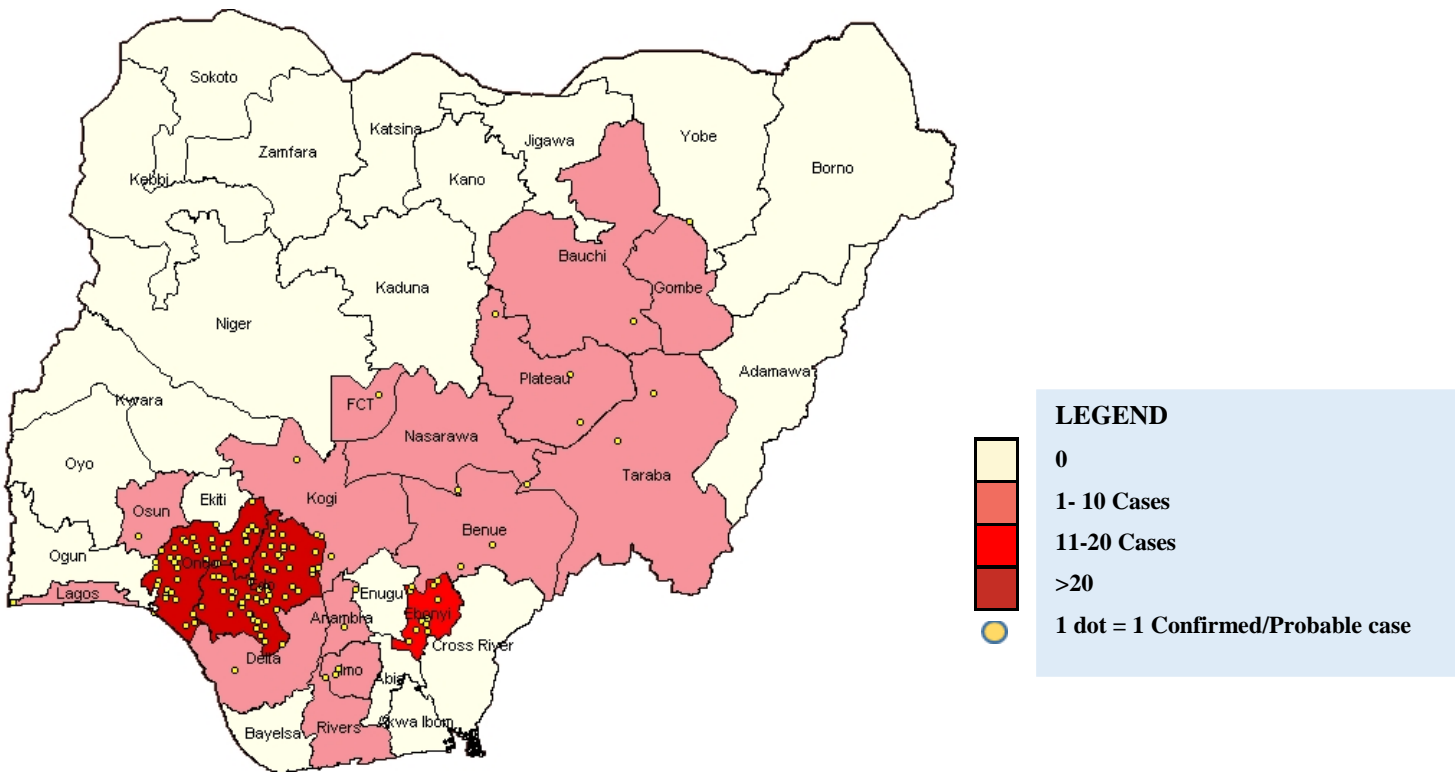 Sokoto
Katsina
Yobe
Jigawa
Zamfara
Borno
Kebbi
Kano
Bauchi
Kaduna
Gombe
Niger
Plateau
Adamawa
Kwara
FCT
Nasarawa
Oyo
Taraba
Ekiti
Kogi
Osun
Benue
Ogun
Ondo
Edo
Lagos
Enugu
Ebonyi
Anambra
Cross River
Delta
Imo
Abia
Bayelsa
Rivers
Akwa Ibom
LEGEND
0
1- 10 Cases
11-20 Cases
>20
1 dot = 1 Confirmed/Probable case